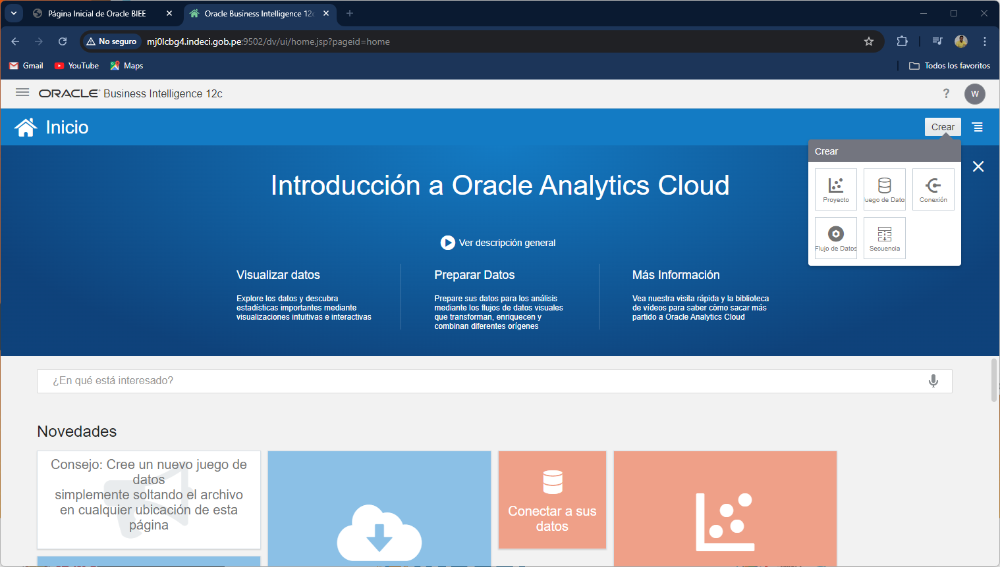 Página Inicial de Oracle BIEE
Oracle Business Intelligence 12c
No seguro
mj0lcbg4.indeci.gob.pe:9502/dv/ui/home.jsp?pageid=home
Gmail
YouTube
Maps
Todos los favoritos
ORACLE Business Intelligence 12c
?
W
Inicio
Crear
Crear
Proyecto
uego de Dato
Conexión
Flujo de Datos
Secuencia
Introducción a Oracle Analytics Cloud
Ver descripción general
Visualizar datos
Explore los datos y descubra
estadísticas importantes mediante
visualizaciones intuitivas e interactivas
Preparar Datos
Prepare sus datos para los análisis
mediante los flujos de datos visuales
que transforman, enriquecen y
combinan diferentes orígenes
Más Información
Vea nuestra visita rápida y la biblioteca
de vídeos para saber cómo sacar más
partido a Oracle Analytics Cloud
¿En qué está interesado?
Novedades
Consejo: Cree un nuevo juego de
datos
simplemente soltando el archivo
en cualquier ubicación de esta
página
Conectar a sus
datos